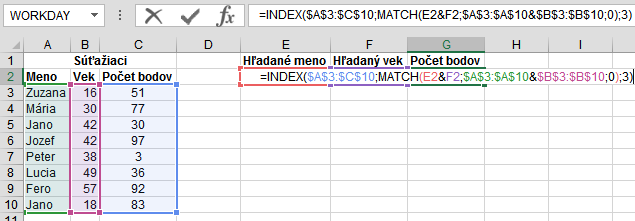 WORKDAY =INDEX($A$3:$C$10;MATCH(E2&F2;$A$3:$A$10&$B$3:$B$10;0);3)
A B C D E F G H I
1 Súťažiaci Hľadané meno Hľadaný vek Počet bodov
2 Meno Vek Počet bodov =INDEX($A$3:$C$10;MATCH(E2&F2;$A$3:$A$10&$B$3:$B$10;0);3)
3 Zuzana 16 51
4 Mária 30 77
5 Jano 42 30
6 Jozef 42 97
7 Peter 38 3
8 Lucia 49 36
9 Fero 57 92
10 Jano 18 83